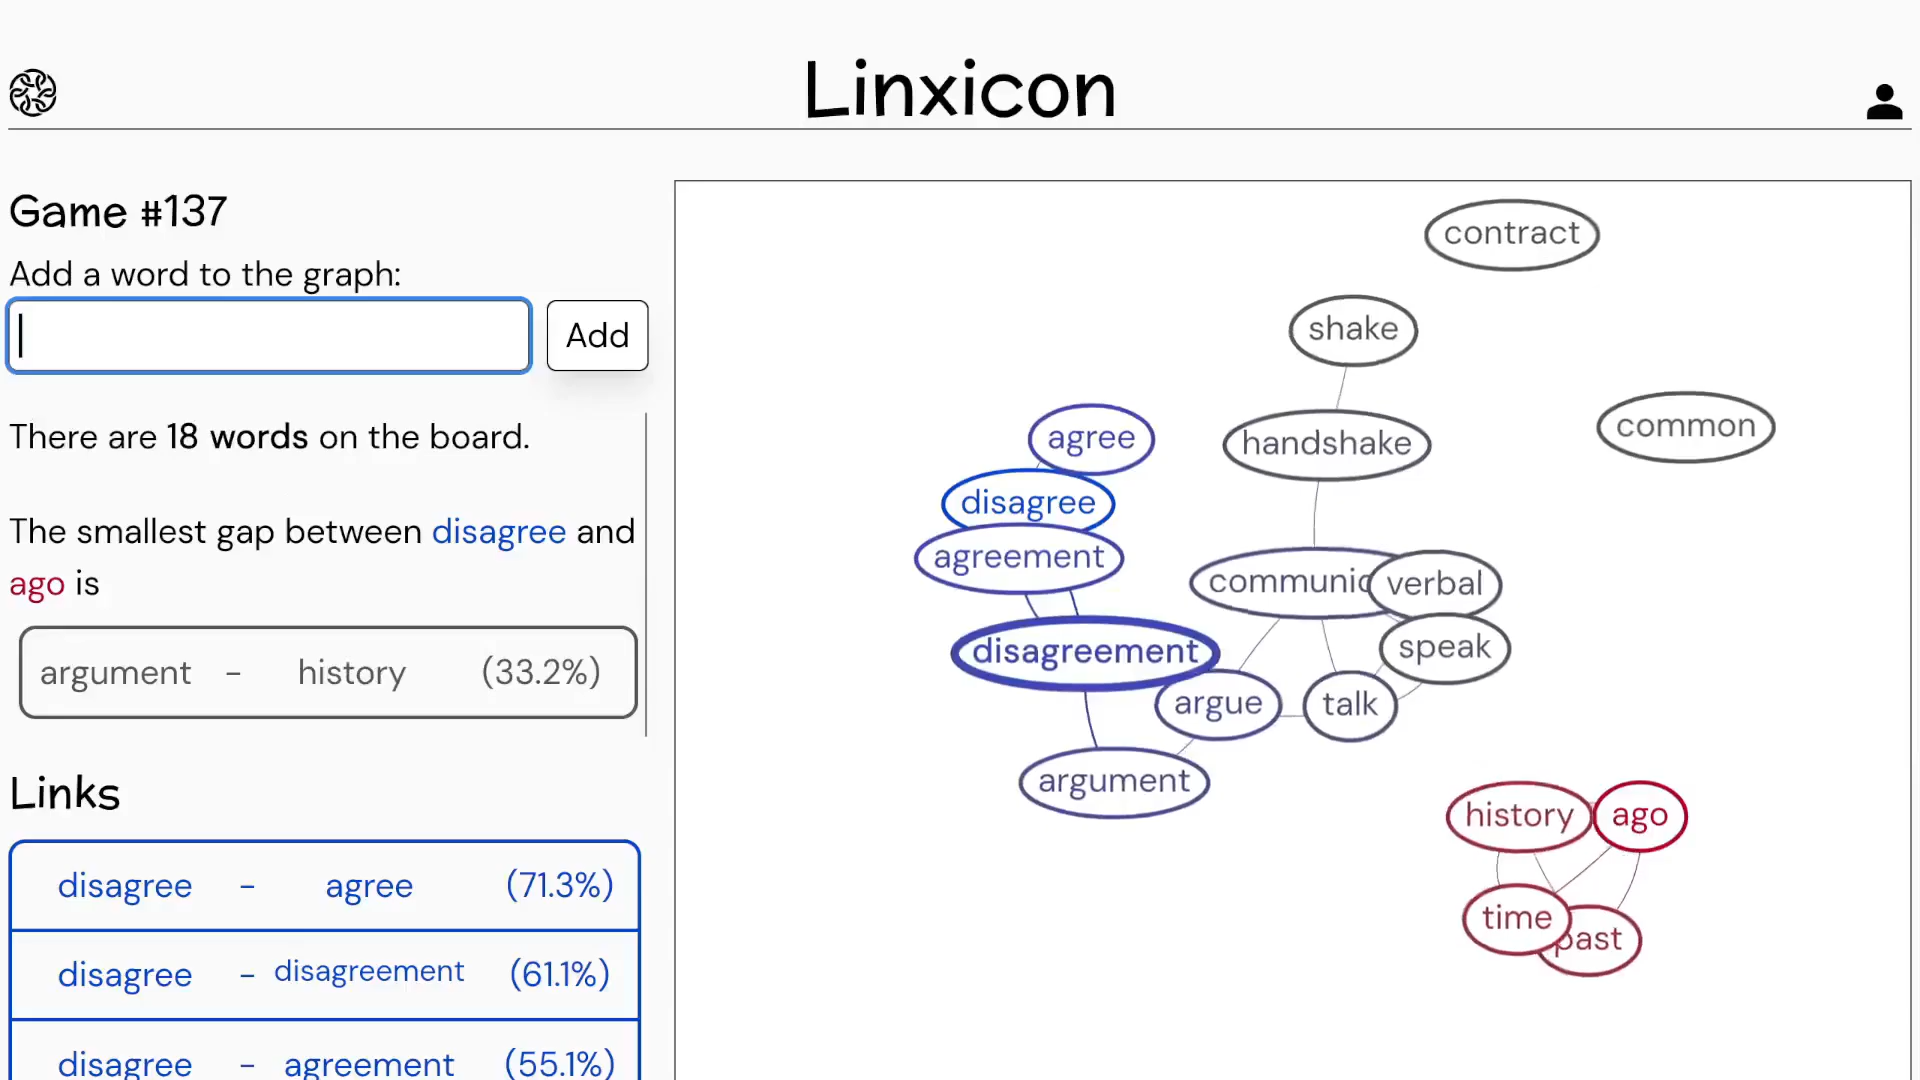 Linxicon
Game #137
Add a word to the graph:
Add
There are 18 words on the board.
The smallest gap between disagree and
ago is
argument - history (33.2%)
Links
disagree - agree (71.3%)
disagree - disagreement (61.1%)
disagree - agreement (55.1%)
contract
shake
common
agree
handshake
disagree
agreement
communic
verbal
speak
disagreement
argue
talk
argument
history
ago
time
past